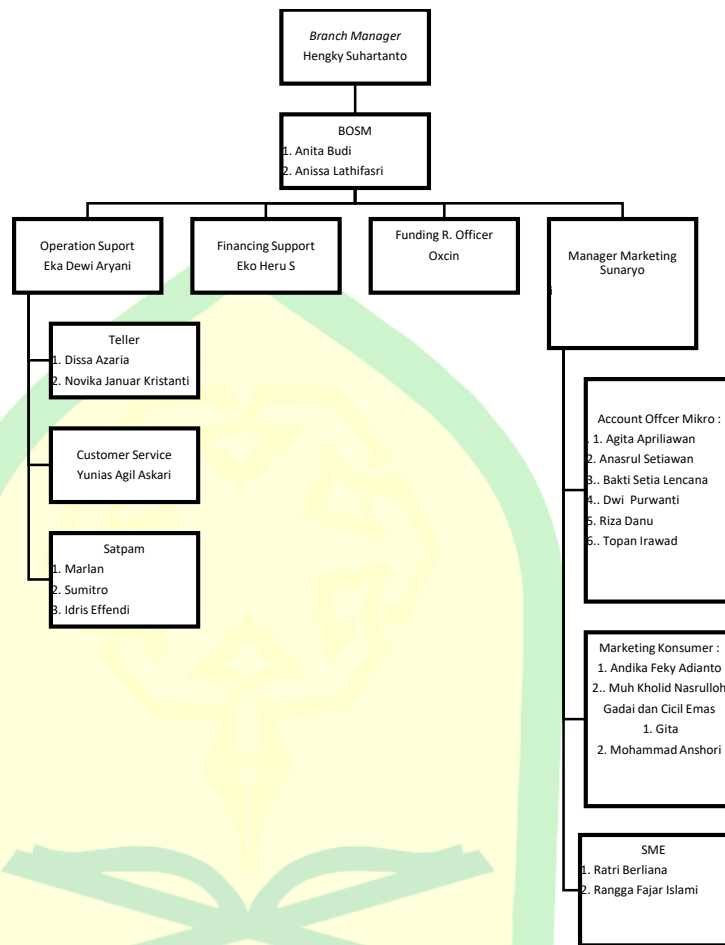 Branch Manager
Hengky Suhartanto
BOSM
1. Anita Budi
2. Anissa Lathifasri
Operation Suport
Eka Dewi Aryani
Financing Support
Eko Heru S
Funding R. Officer
Oxcin
Manager Marketing
Sunaryo
i
Teller
1. Dissa Azaria
2. Novika Januar Kristanti
Customer Service
Yunias Agil Askari
Satpam
1. Marlan
2. Sumitro
3. Idris Effendi
Account Offcer Mikro :
. 1. Agita Apriliawan
2. Anasrul Setiawan
3.. Bakti Setia Lencana
4.. Dwi Purwanti
5. Riza Danu
6.. Topan Irawad
Marketing Konsumer :
1. Andika Feky Adianto
2.. Muh Kholid Nasrulloh
Gadai dan Cicil Emas
1. Gita
2. Mohammad Anshori
SME
1. Ratri Berliana
2. Rangga Fajar Islami